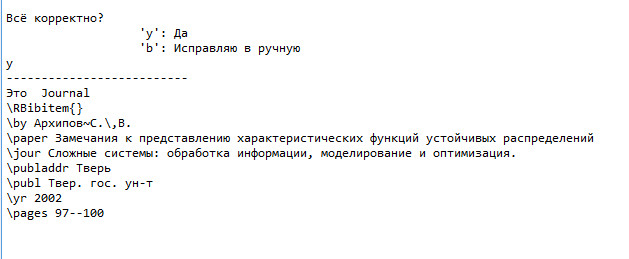 Всё корректно?
'y': Да
'b': Исправляю в ручную
y
--------------------------
Это  Journal
\RBibitem{}
\by Архипов~С.\,В.
\paper Замечания к представлению характеристических функций устойчивых распределений
\jour Сложные системы: обработка информации, моделирование и оптимизация.
\publaddr Тверь
\publ Твер. гос. ун-т
\yr 2002
\pages 97--100